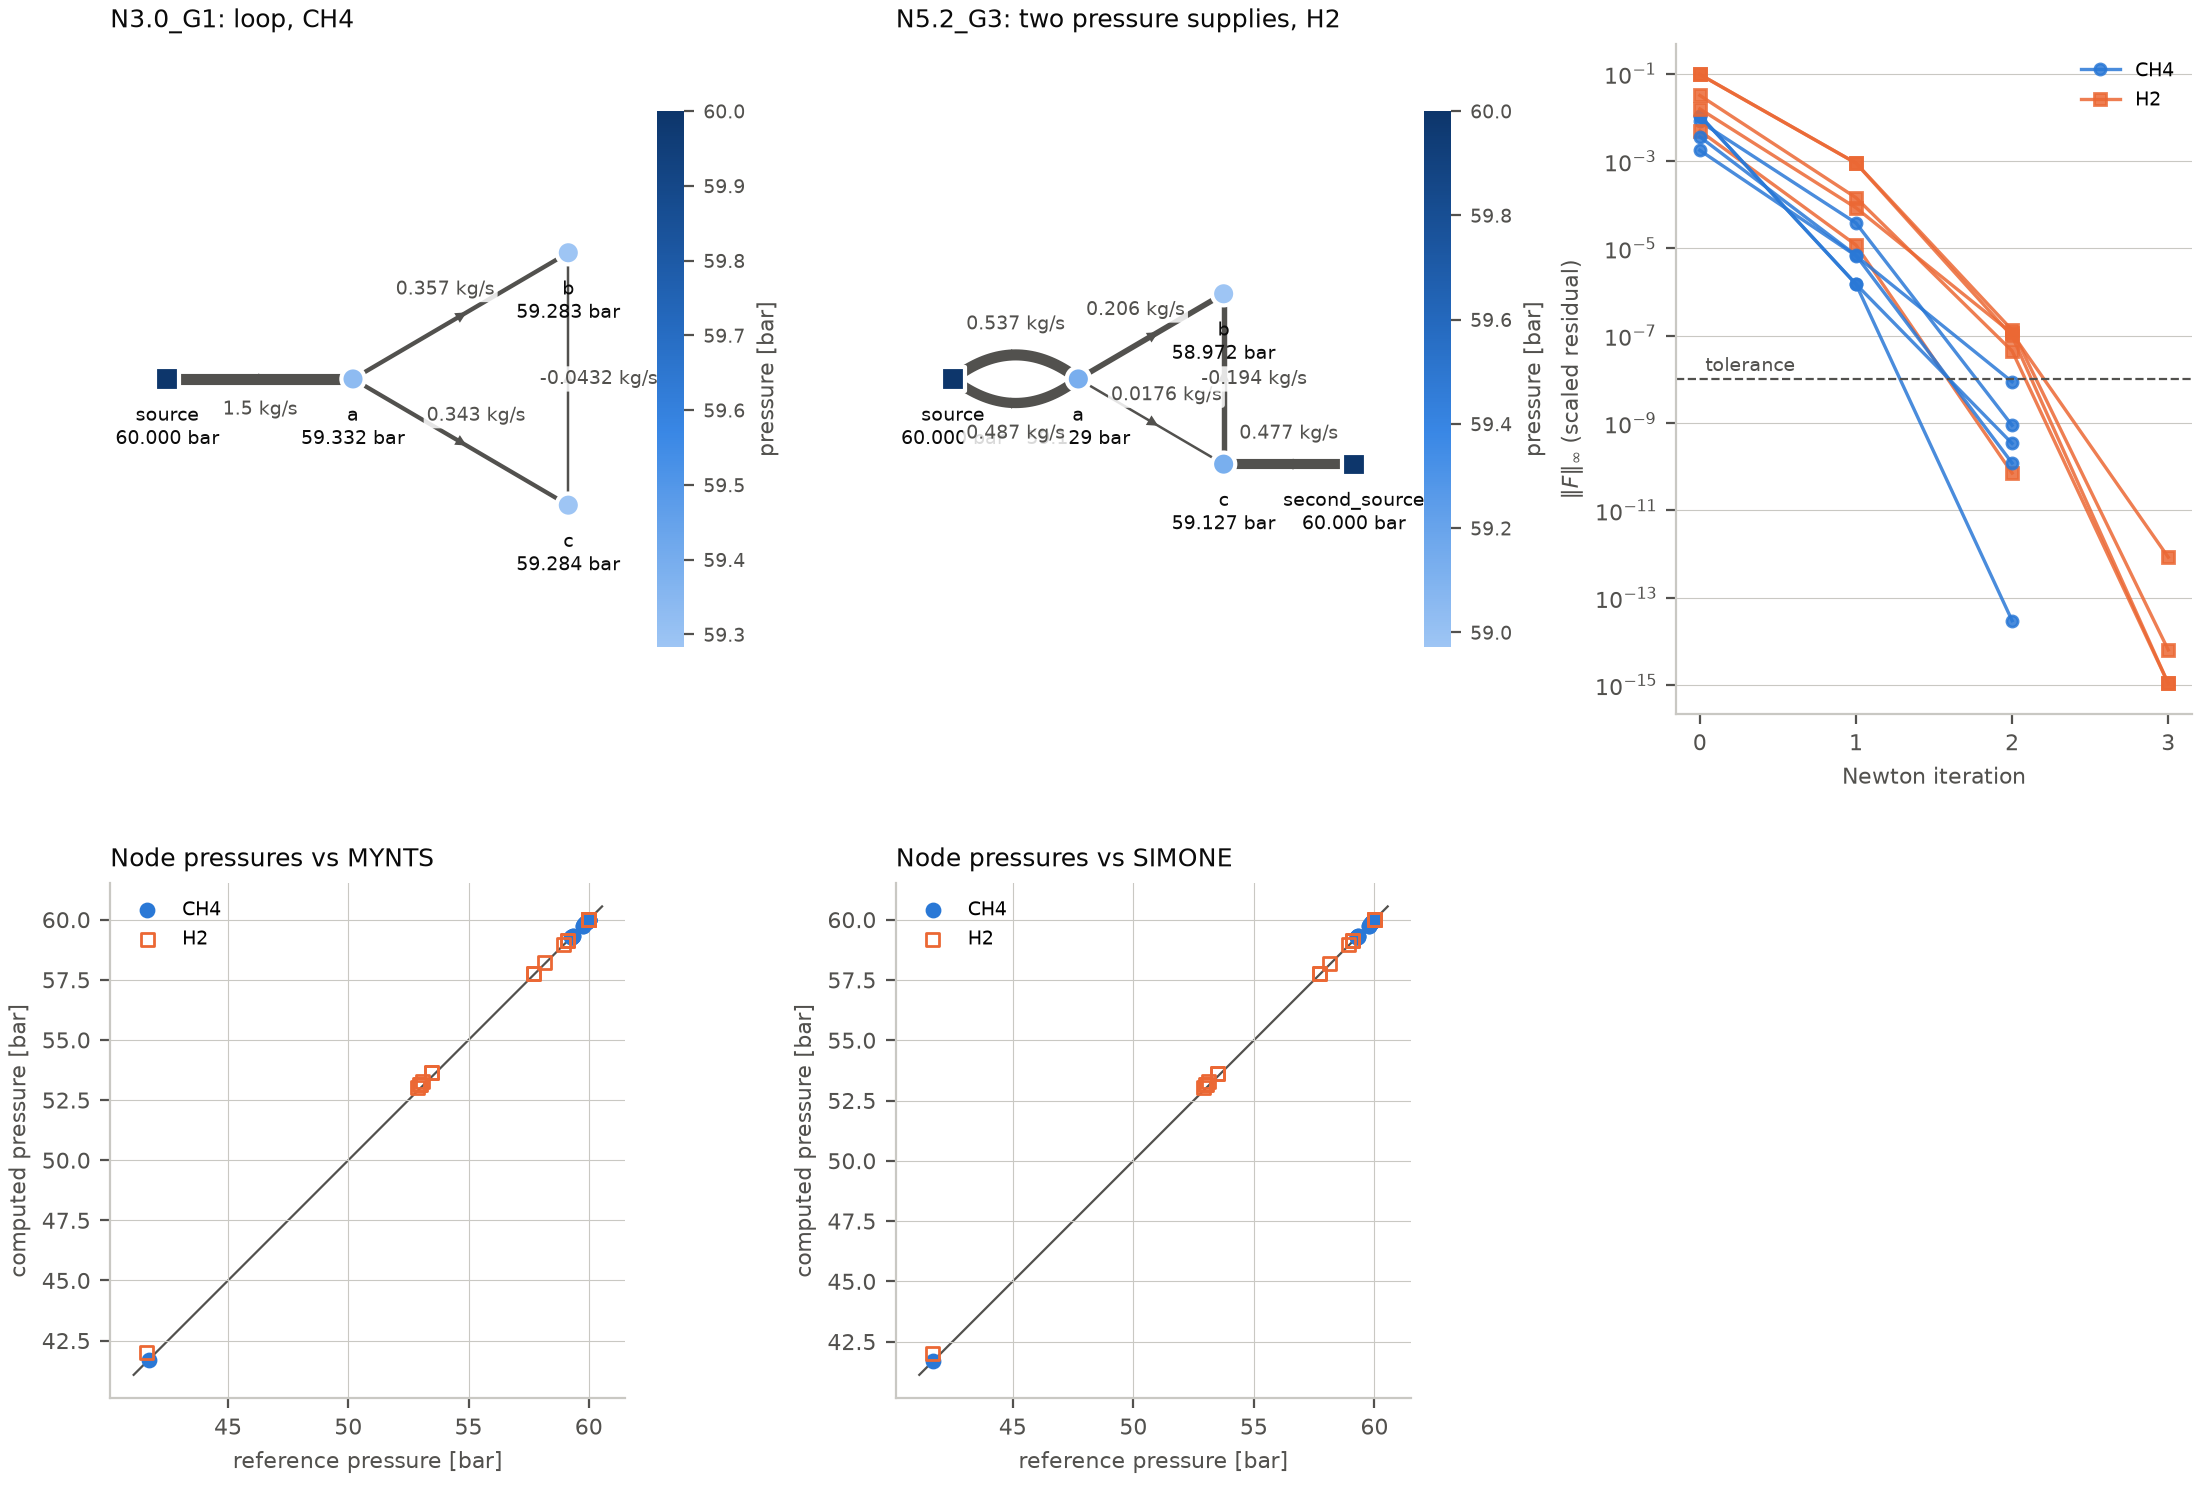 N3.0_G1: loop, CH4
60.0
59.9
59.8
59.7
59.6
59.5
59.4
59.3
pressure [bar]
0.357 kg/s
b
59.283 bar
-0.0432 kg/s
source
60.000 bar
1.5 kg/s
a
59.332 bar
0.343 kg/s
c
59.284 bar
N5.2_G3: two pressure supplies, H2
60.0
59.8
59.6
59.4
59.2
59.0
pressure [bar]
0.537 kg/s
0.206 kg/s
b
58.972 bar
-0.194 kg/s
0.0176 kg/s
source
60.000 bar
0.487 kg/s
a
59.129 bar
0.477 kg/s
c
59.127 bar
second_source
60.000 bar
CH4
H2
10⁻¹
10⁻³
10⁻⁵
10⁻⁷
10⁻⁹
10⁻¹¹
10⁻¹³
10⁻¹⁵
‖F‖∞ (scaled residual)
tolerance
0 1 2 3
Newton iteration
Node pressures vs MYNTS
CH4
H2
60.0
57.5
55.0
52.5
50.0
47.5
45.0
42.5
computed pressure [bar]
45 50 55 60
reference pressure [bar]
Node pressures vs SIMONE
CH4
H2
60.0
57.5
55.0
52.5
50.0
47.5
45.0
42.5
computed pressure [bar]
45 50 55 60
reference pressure [bar]